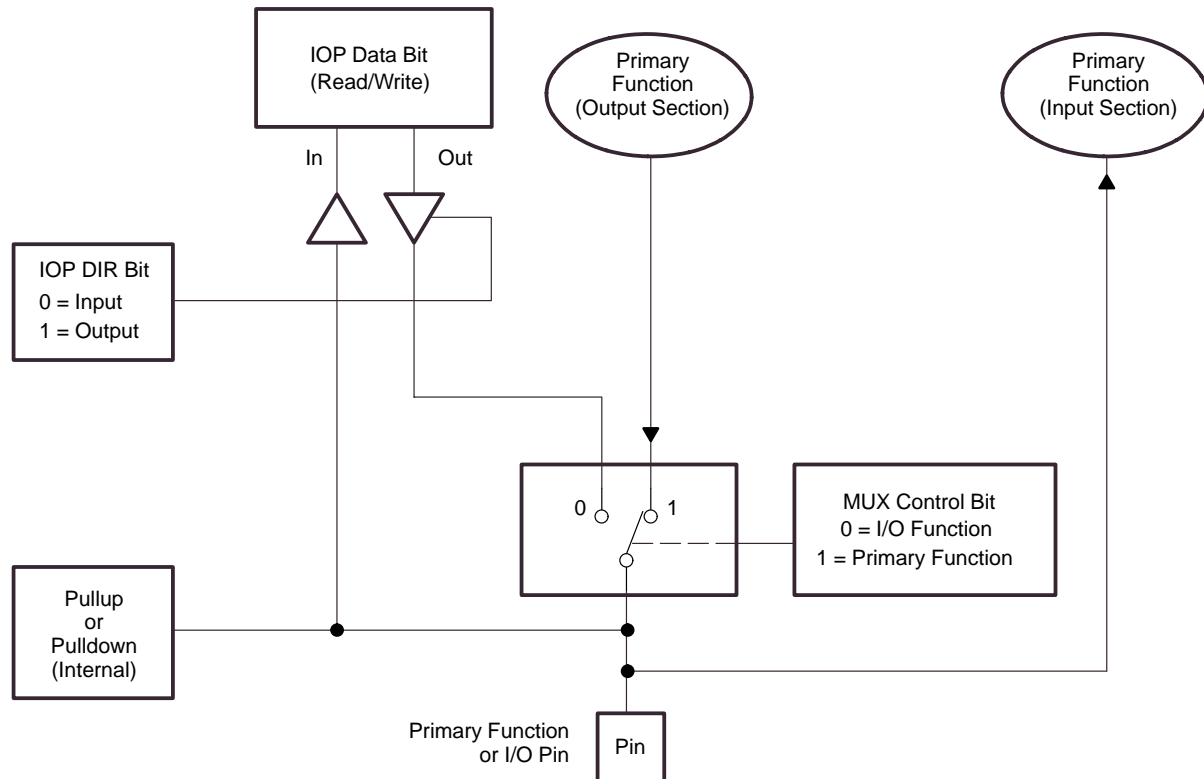 IOP Data Bit
(Read/Write)
Primary
Function
(Output Section)
Primary
Function
(Input Section)
In
Out
IOP DIR Bit
0 = Input
1 = Output
0
1
MUX Control Bit
0 = I/O Function
1 = Primary Function
Pullup
or
Pulldown
(Internal)
Primary Function
or I/O Pin
Pin